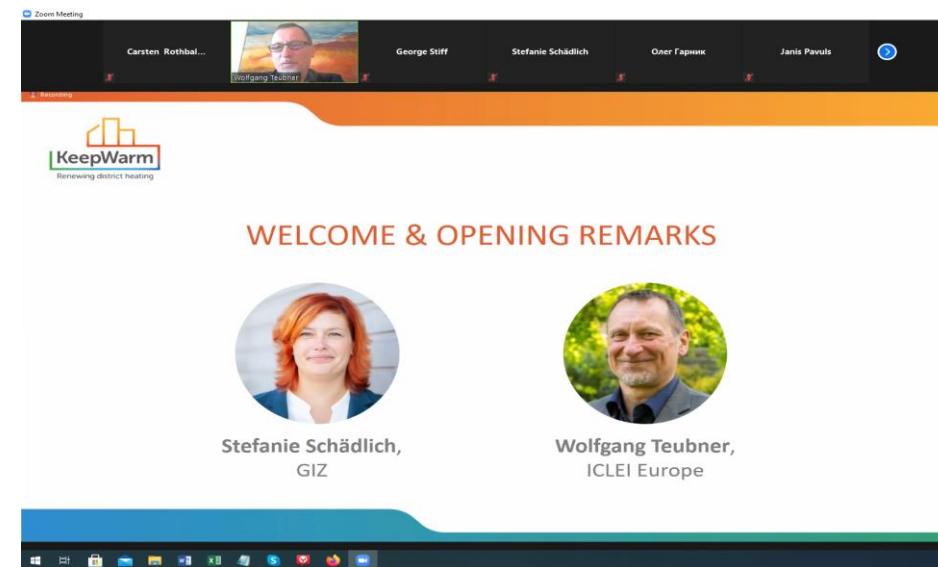 Zoom Meeting
Carsten Rothbal...
Wolfgang Teubner
George Stiff
Stefanie Schädlich
Олег Гарник
Janis Pavuls
Recording
KeepWarm
Renewing district heating
WELCOME & OPENING REMARKS
Stefanie Schädlich,
GIZ
Wolfgang Teubner,
ICLEI Europe